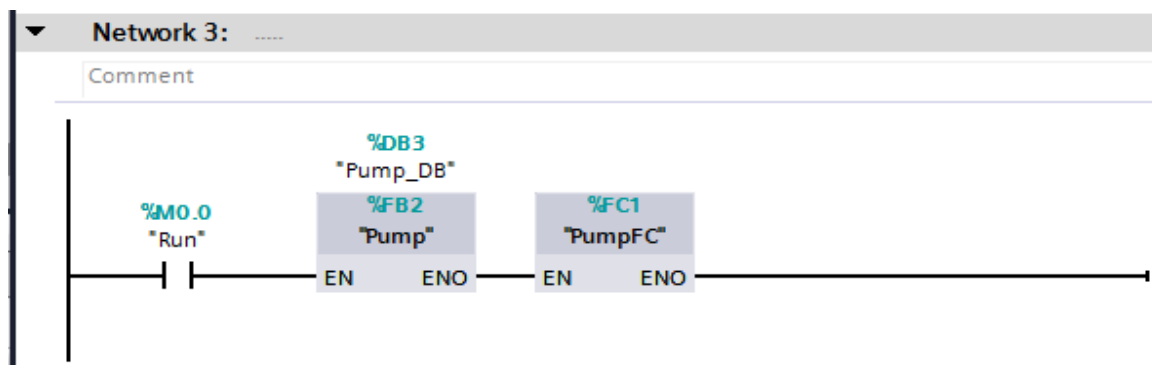 Network 3: .....
Comment
%DB3
"Pump_DB"
%M0.0
"Run"
%FB2
"Pump"
EN ENO
%FC1
"PumpFC"
EN ENO